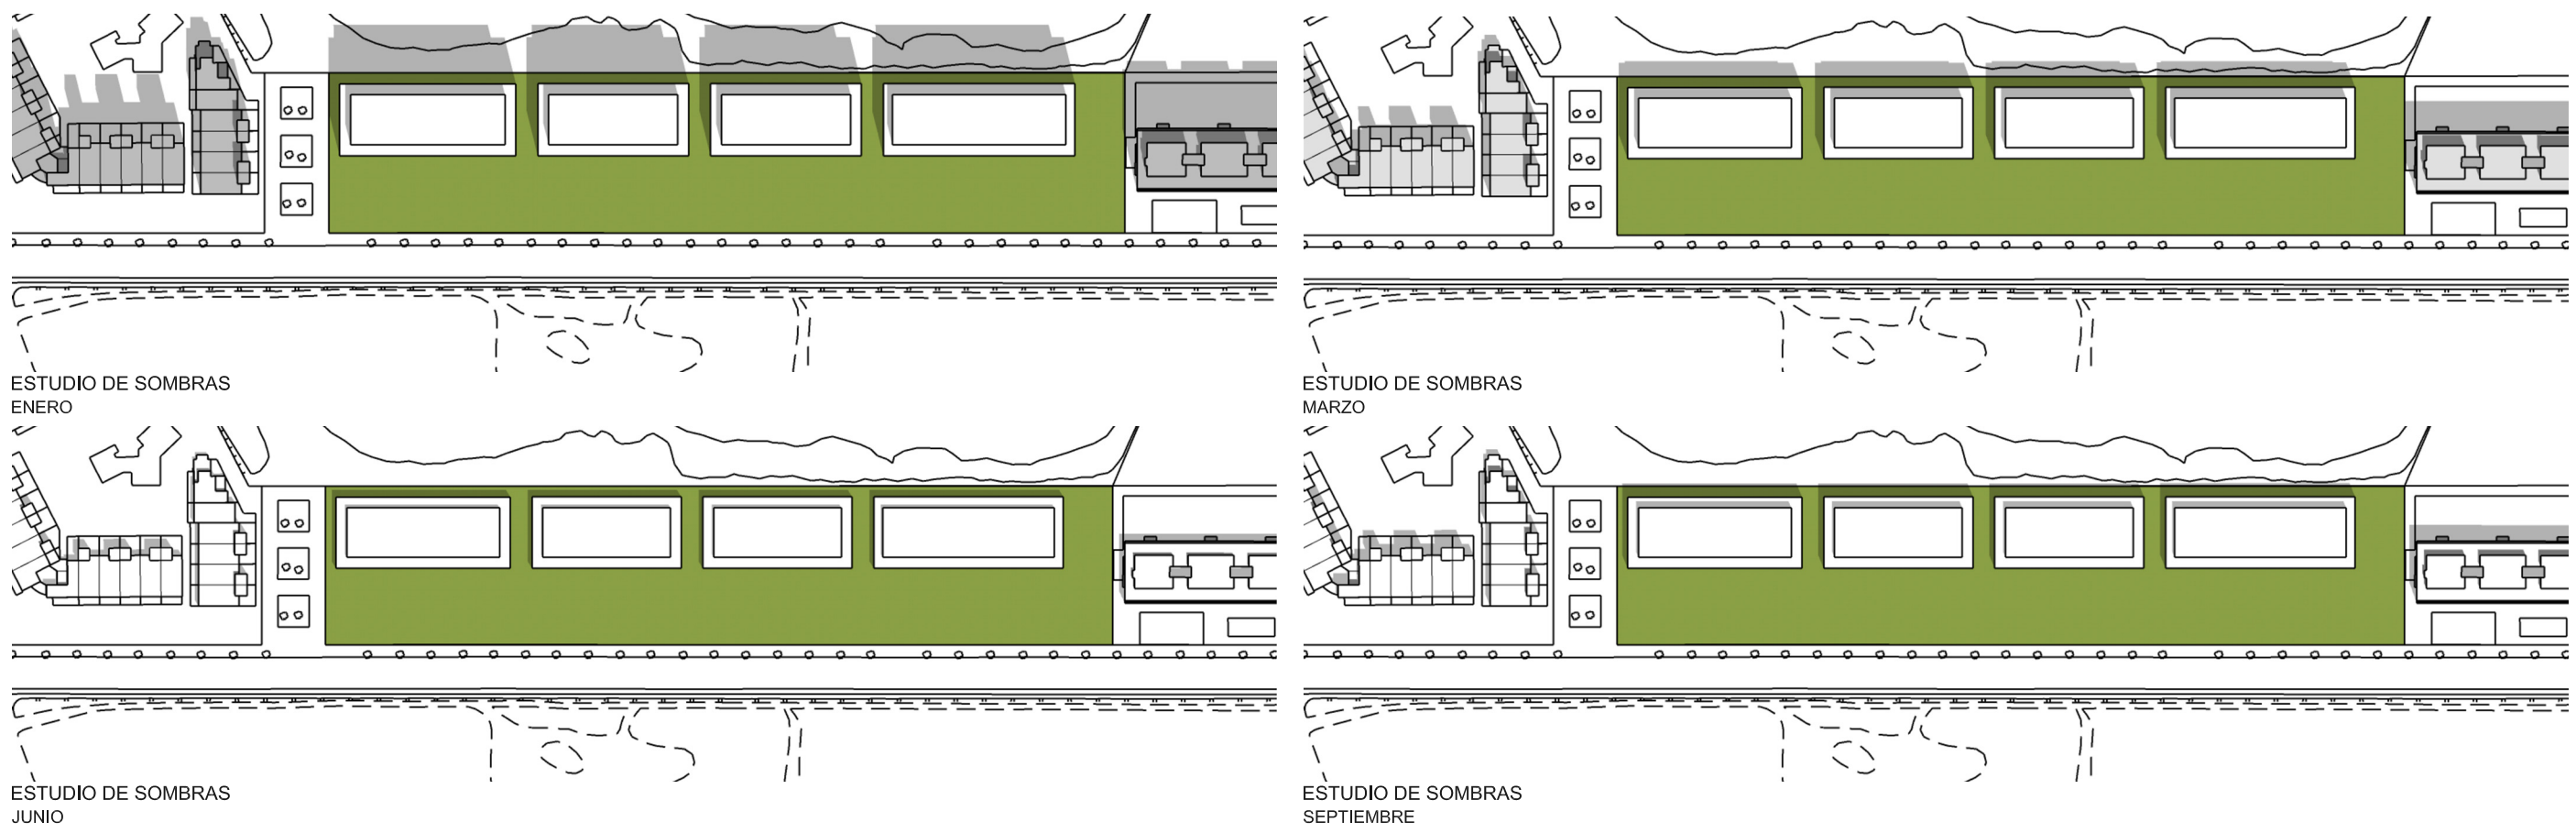 ESTUDIO DE SOMBRAS
ENERO
ESTUDIO DE SOMBRAS
MARZO
ESTUDIO DE SOMBRAS
JUNIO
ESTUDIO DE SOMBRAS
SEPTIEMBRE